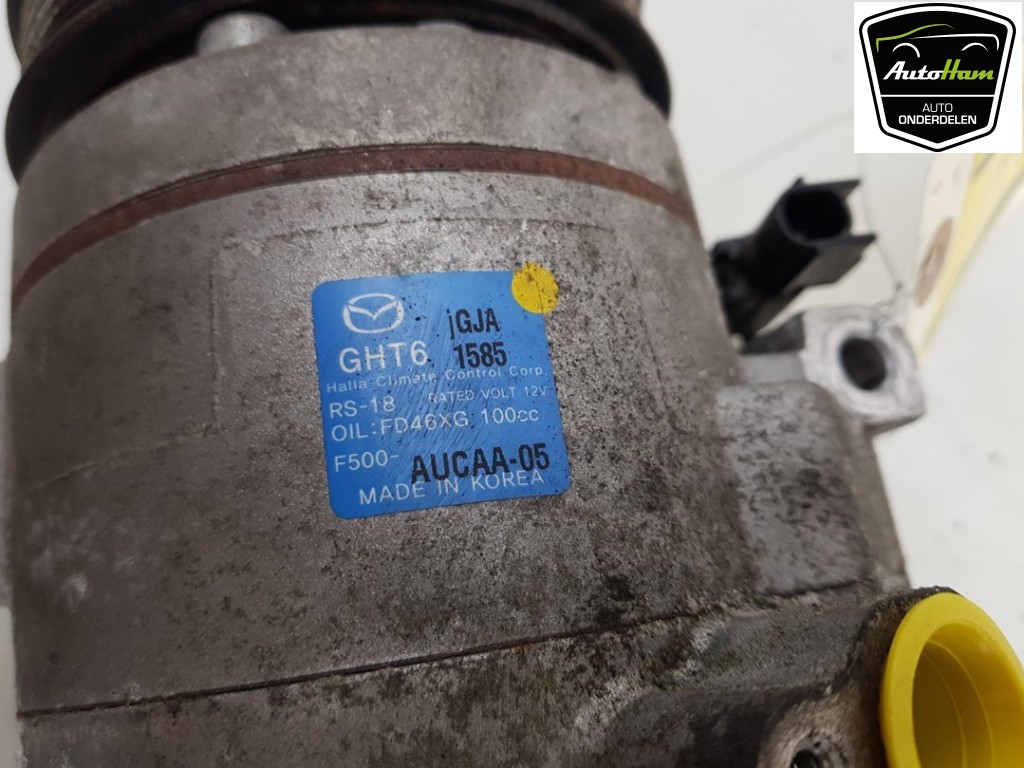 AutoHam
AUTO
ONDERDELEN
jGJA
GHT6 1585
Halla Climate Control Corp
RS-18 RATED VOLT 12V
OIL:FD46XG 100cc
F500-AUCAA-05
MADE IN KOREA